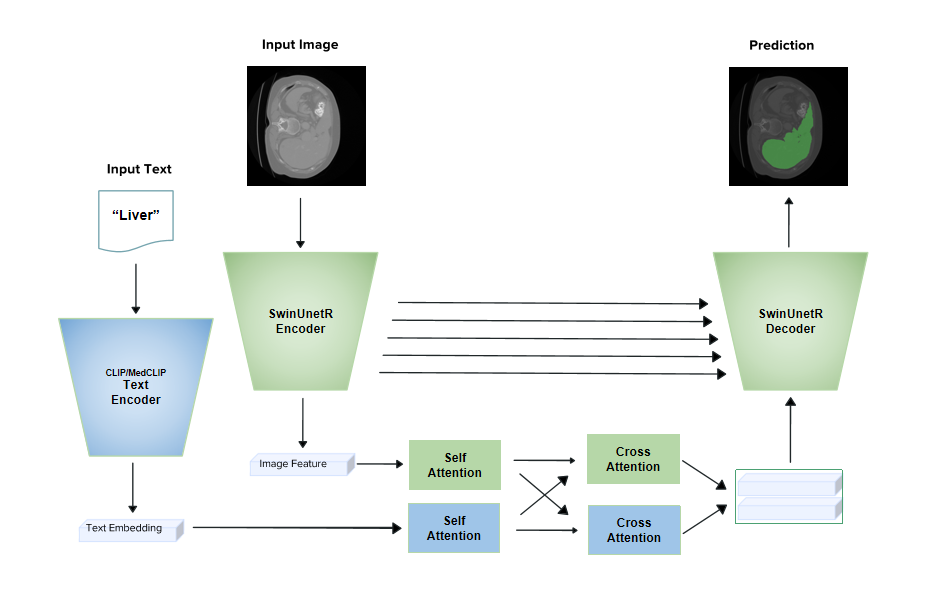 Input Image
Prediction
Input Text
“Liver”
SwinUnetR
Encoder
SwinUnetR
Decoder
CLIP/MedCLIP
Text
Encoder
Image Feature
Self
Attention
Cross
Attention
Text Embedding
Self
Attention
Cross
Attention